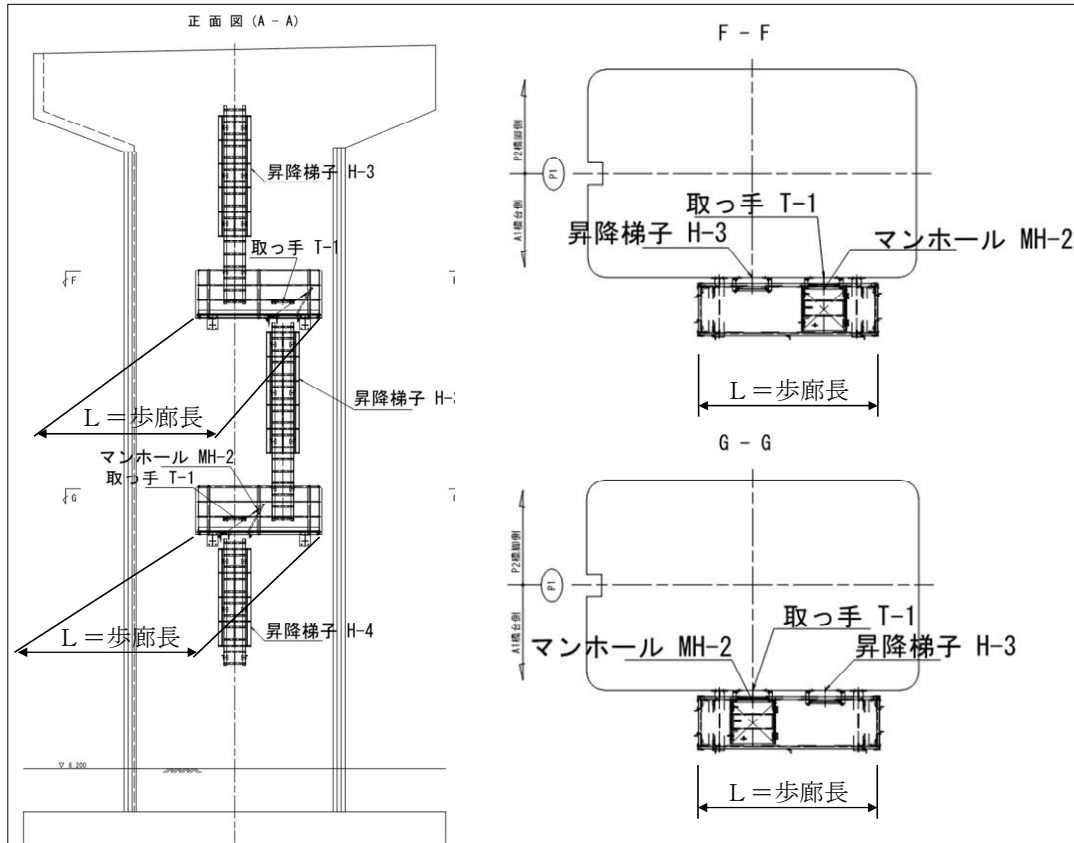 正 面 図 (A - A)
昇降梯子 H-3
取っ手 T-1
F
L＝歩廊長
昇降梯子 H-3
マンホール MH-2
取っ手 T-1
G
L＝歩廊長
昇降梯子 H-4
▽ 6.200
F - F
P2橋脚側
P1
A1橋台側
取っ手 T-1
昇降梯子 H-3
マンホール MH-2
L＝歩廊長
G - G
P2橋脚側
P1
A1橋台側
取っ手 T-1
マンホール MH-2
昇降梯子 H-3
L＝歩廊長